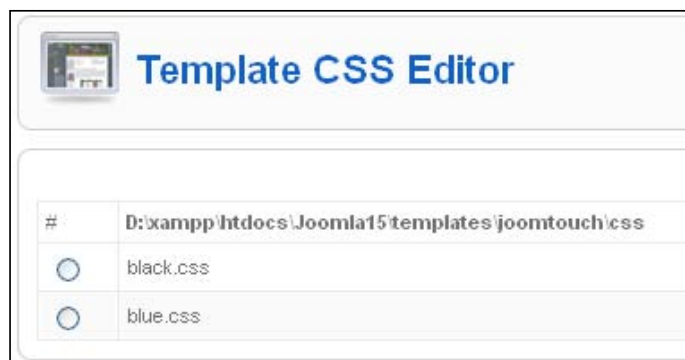 Template CSS Editor
# D:\xampp\htdocs\Joomla15\templates\joomtouch\css
black.css
blue.css